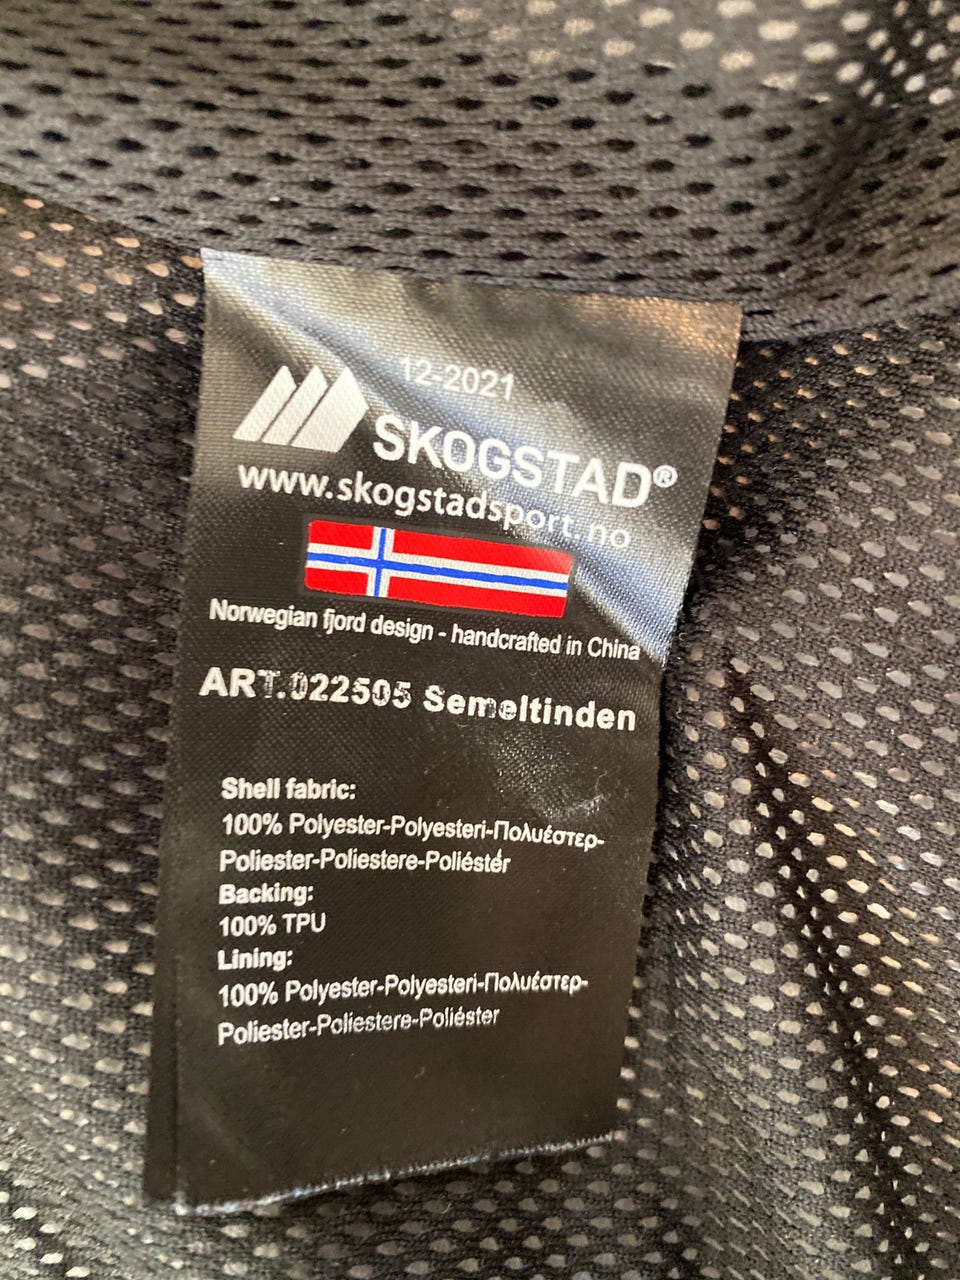 12-2021
SKOGSTAD®
www.skogstadsport.no
Norwegian fjord design - handcrafted in China
ART.022505 Semeltinden
Shell fabric:
100% Polyester-Polyesteri-Πολυέστερ-
Poliester-Poliestere-Poliéstér
Backing:
100% TPU
Lining:
100% Polyester-Polyesteri-Πολυέστερ-
Poliester-Poliestere-Poliéster